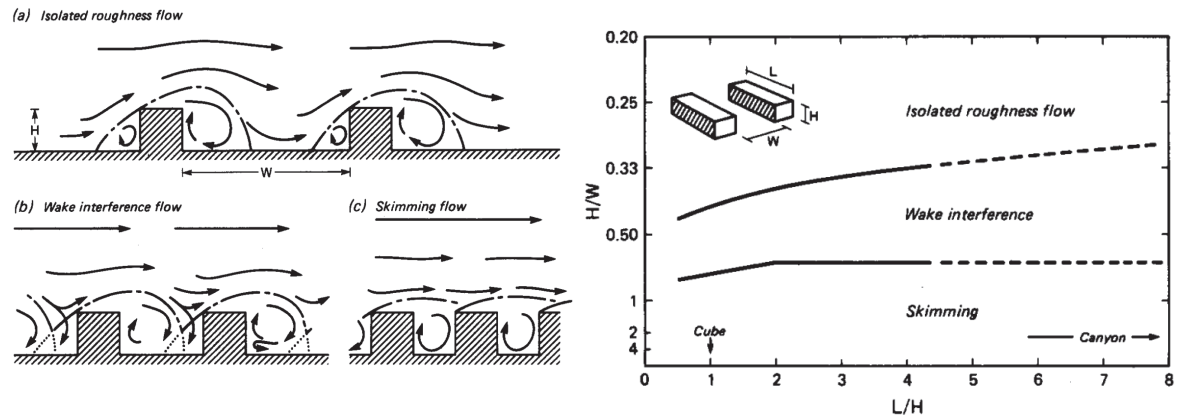 (a) Isolated roughness flow
H
W
(b) Wake interference flow
(c) Skimming flow
0.20
0.25
0.33
0.50
1
2
4
H/W
L
H
W
Isolated roughness flow
Wake interference
Skimming
Cube
Canyon
0 1 2 3 4 5 6 7 8
L/H